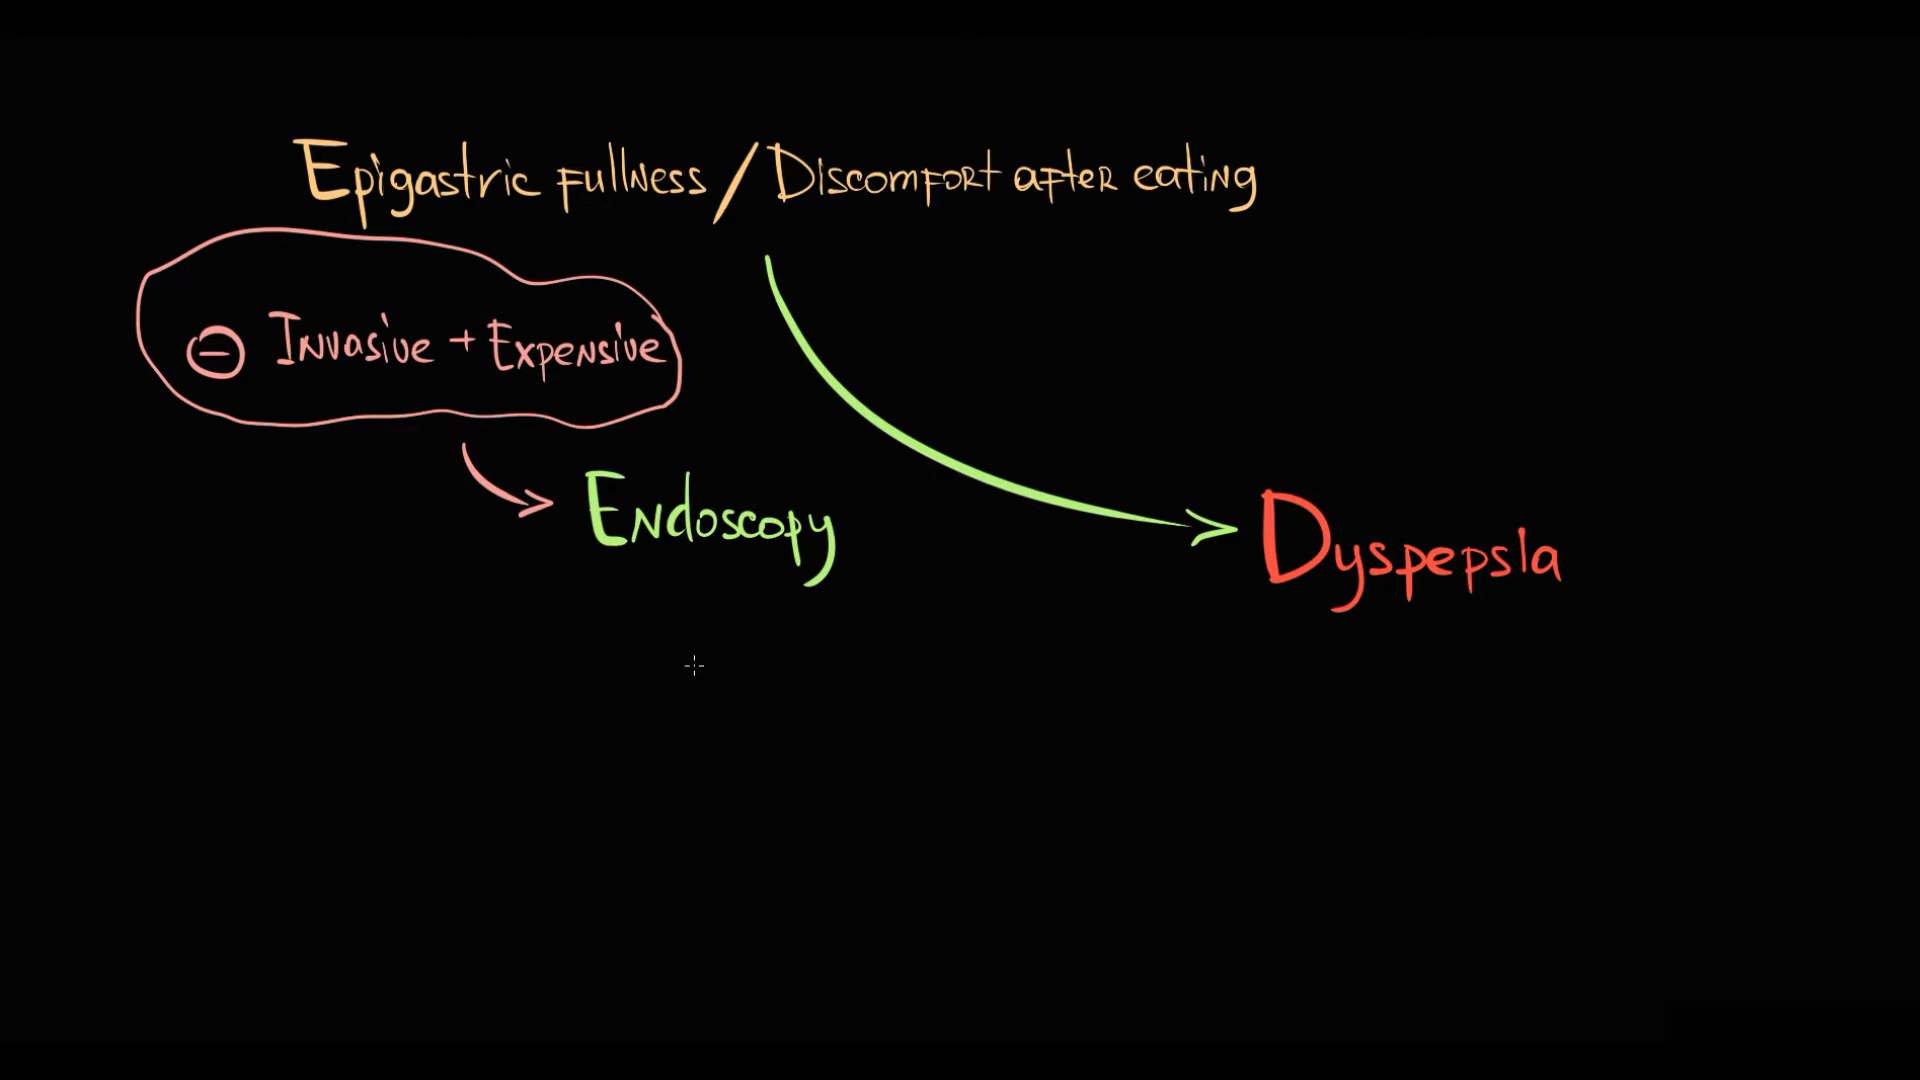 Epigastric fullness / Discomfort after eating
⊖ Invasive + Expensive
Endoscopy
Dyspepsia